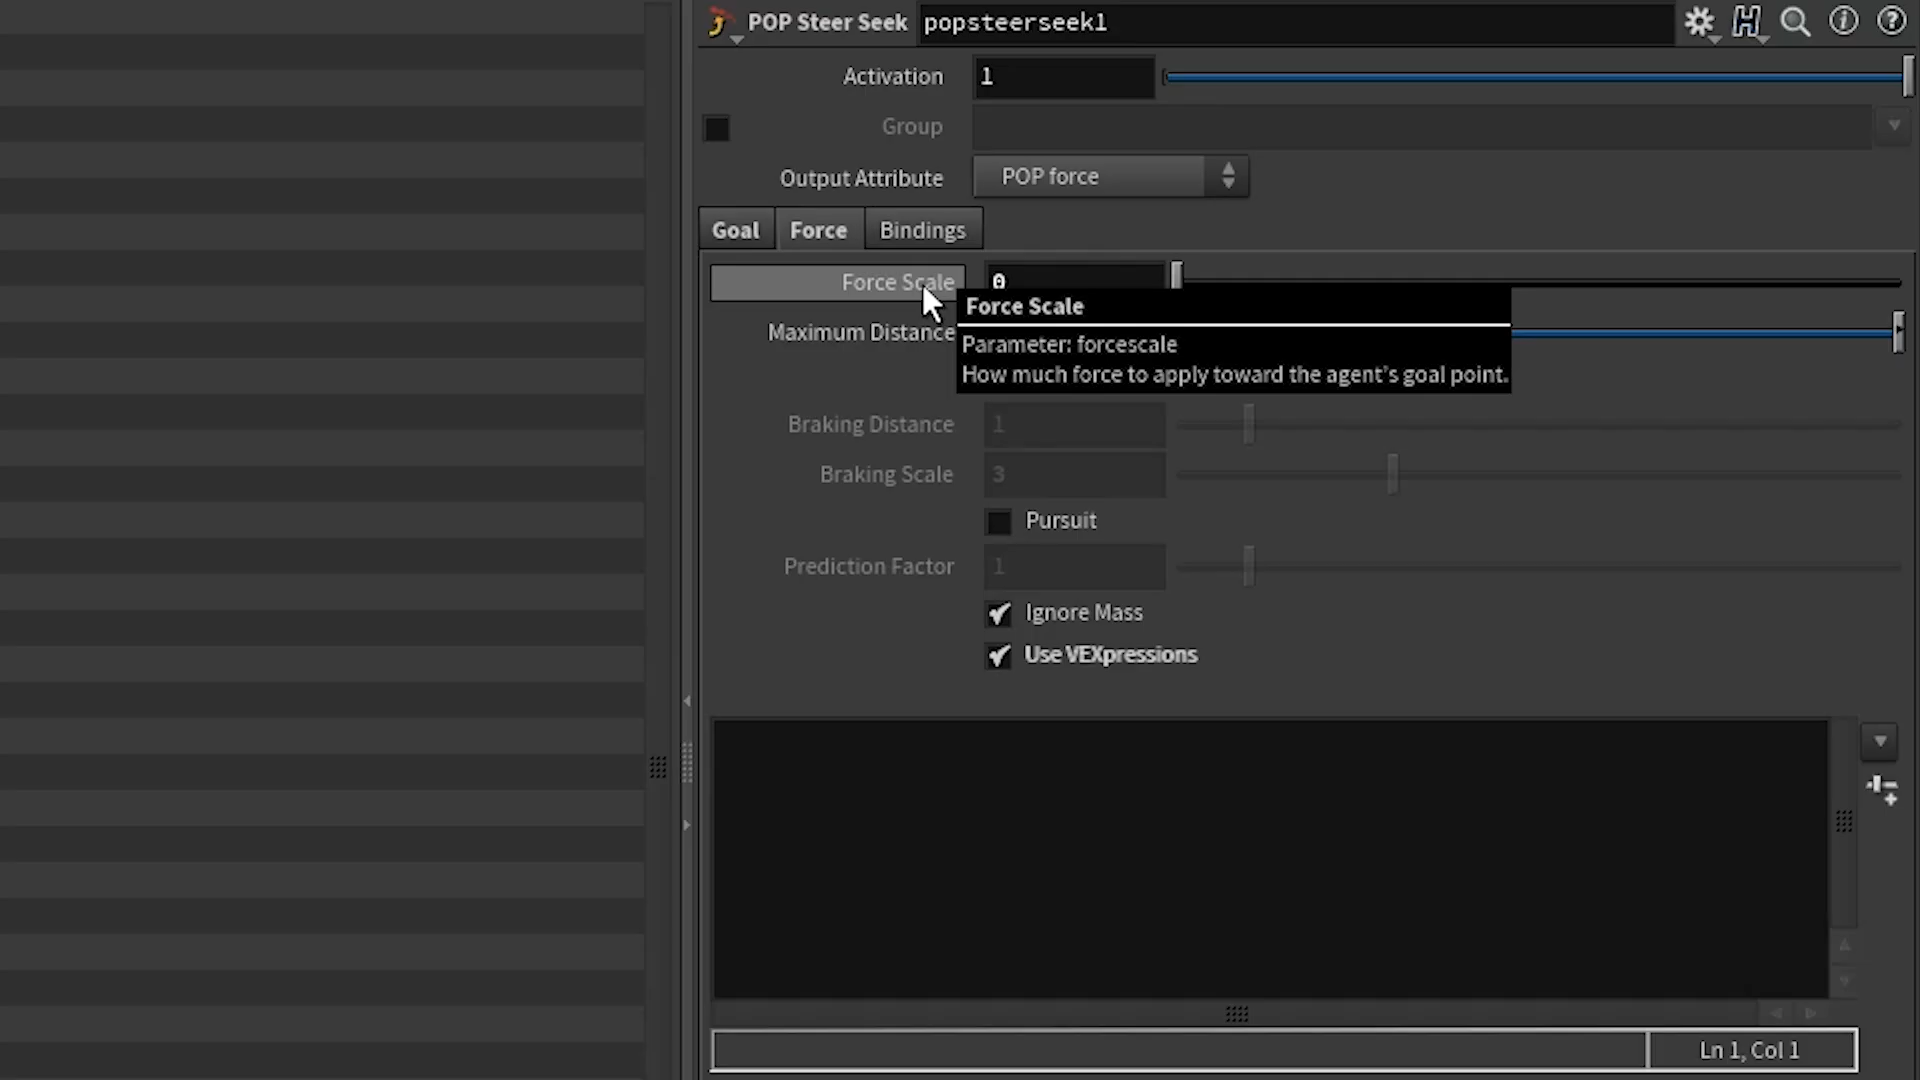 POP Steer Seek popsteerseek1
Activation 1
Group
Output Attribute POP force
Goal Force Bindings
Force Scale 0
Force Scale
Maximum Distance
Parameter: forcescale
How much force to apply toward the agent's goal point.
Braking Distance 1
Braking Scale 3
Pursuit
Prediction Factor 1
Ignore Mass
Use VEXpressions
Ln 1, Col 1